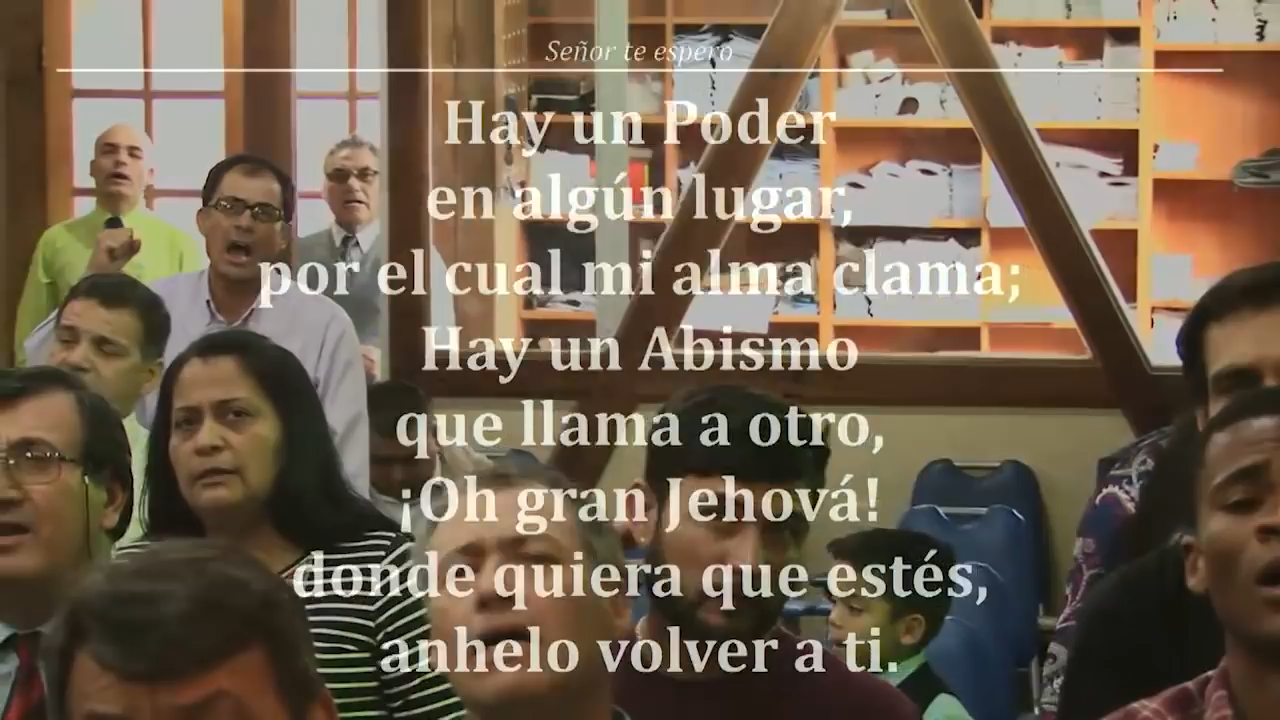 Señor te espero
Hay un Poder
en algún lugar,
por el cual mi alma clama;
Hay un Abismo
que llama a otro,
¡Oh gran Jehová!
donde quiera que estés,
anhelo volver a ti.